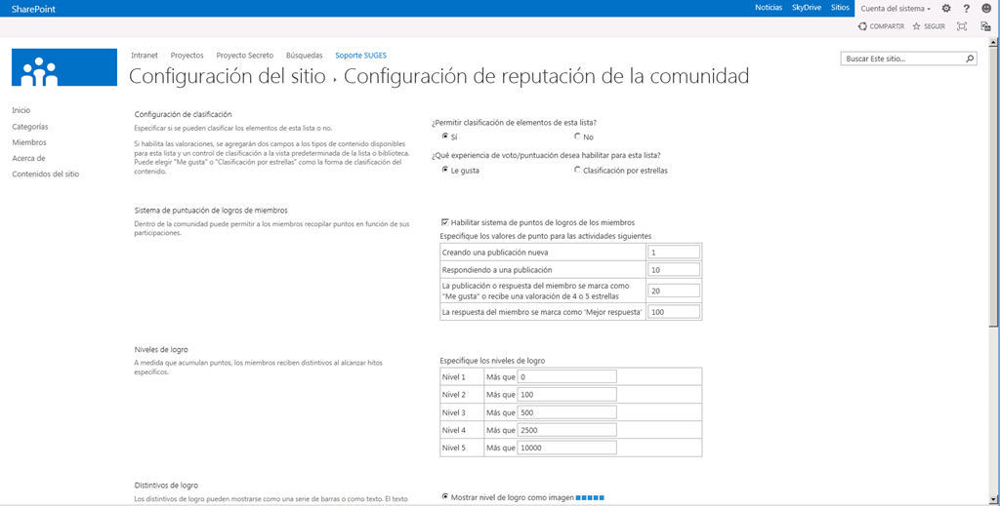 SharePoint
Noticias SkyDrive Sitios Cuenta del sistema
COMPARTIR SEGUIR
Intranet Proyectos Proyecto Secreto Búsquedas Soporte SUGES
Configuración del sitio › Configuración de reputación de la comunidad
Buscar Este sitio...
Inicio
Categorías
Miembros
Acerca de
Contenidos del sitio
Configuración de clasificación
Especificar si se pueden clasificar los elementos de esta lista o no.
Si habilita las valoraciones, se agregarán dos campos a los tipos de contenido disponibles
para esta lista y un control de clasificación a la vista predeterminada de la lista o biblioteca.
Puede elegir "Me gusta" o "Clasificación por estrellas" como la forma de clasificación del
contenido.
¿Permitir clasificación de elementos de esta lista?
Sí No
¿Qué experiencia de voto/puntuación desea habilitar para esta lista?
Le gusta Clasificación por estrellas
Sistema de puntuación de logros de miembros
Dentro de la comunidad puede permitir a los miembros recopilar puntos en función de sus
participaciones.
Habilitar sistema de puntos de logros de los miembros
Especifique los valores de punto para las actividades siguientes
Creando una publicación nueva 1
Respondiendo a una publicación 10
La publicación o respuesta del miembro se marca como
"Me gusta" o recibe una valoración de 4 o 5 estrellas 20
La respuesta del miembro se marca como 'Mejor respuesta' 100
Niveles de logro
A medida que acumulan puntos, los miembros reciben distintivos al alcanzar hitos
específicos.
Especifique los niveles de logro
Nivel 1 Más que 0
Nivel 2 Más que 100
Nivel 3 Más que 500
Nivel 4 Más que 2500
Nivel 5 Más que 10000
Distintivos de logro
Los distintivos de logro pueden mostrarse como una serie de barras o como texto. El texto
Mostrar nivel de logro como imagen